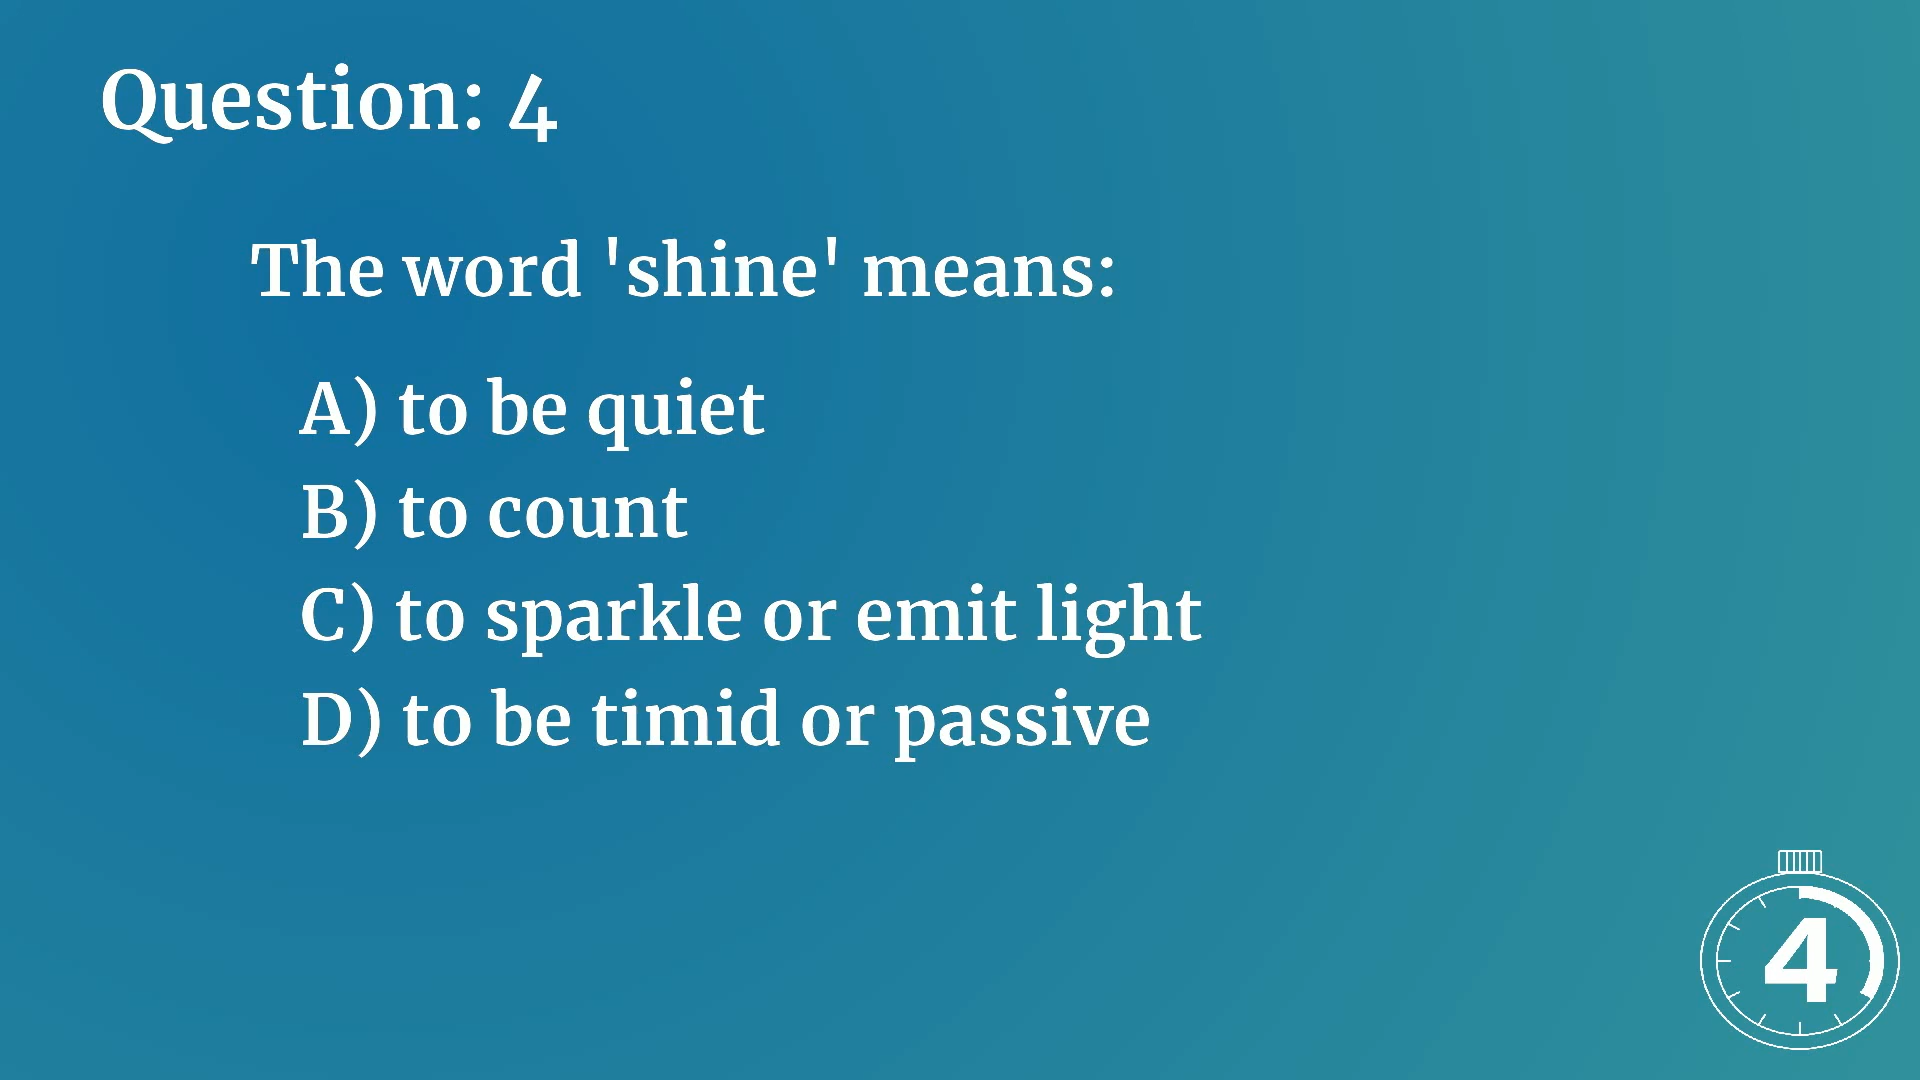 Question: 4
The word 'shine' means:
A) to be quiet
B) to count
C) to sparkle or emit light
D) to be timid or passive
4